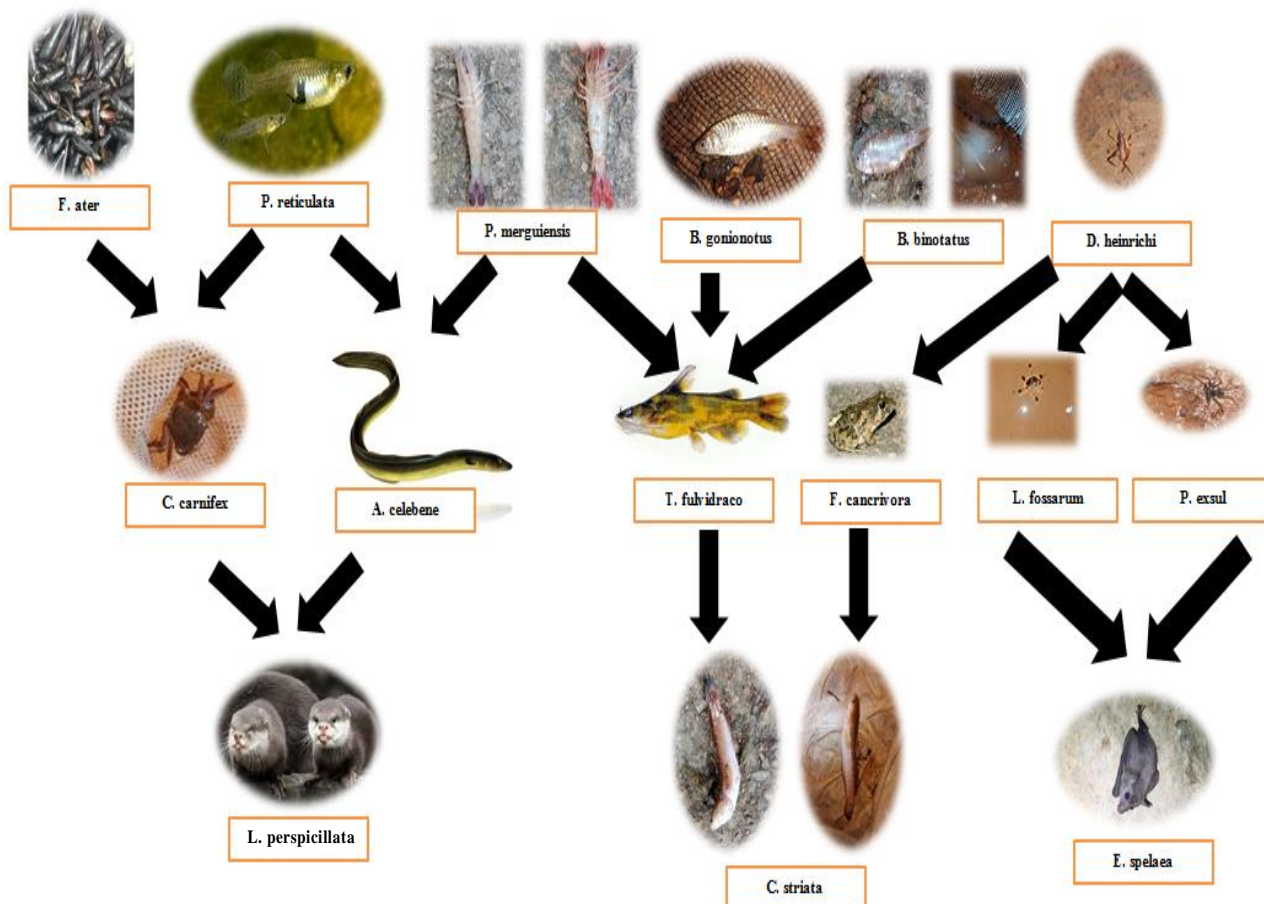 F. ater
P. reticulata
P. merguiensis
B. gonionotus
B. binotatus
D. heinrichi
C. carnifex
A. celebene
T. fulvidraco
F. cancrivora
L. fossarum
P. exsul
L. perspicillata
C. striata
E. spelaea